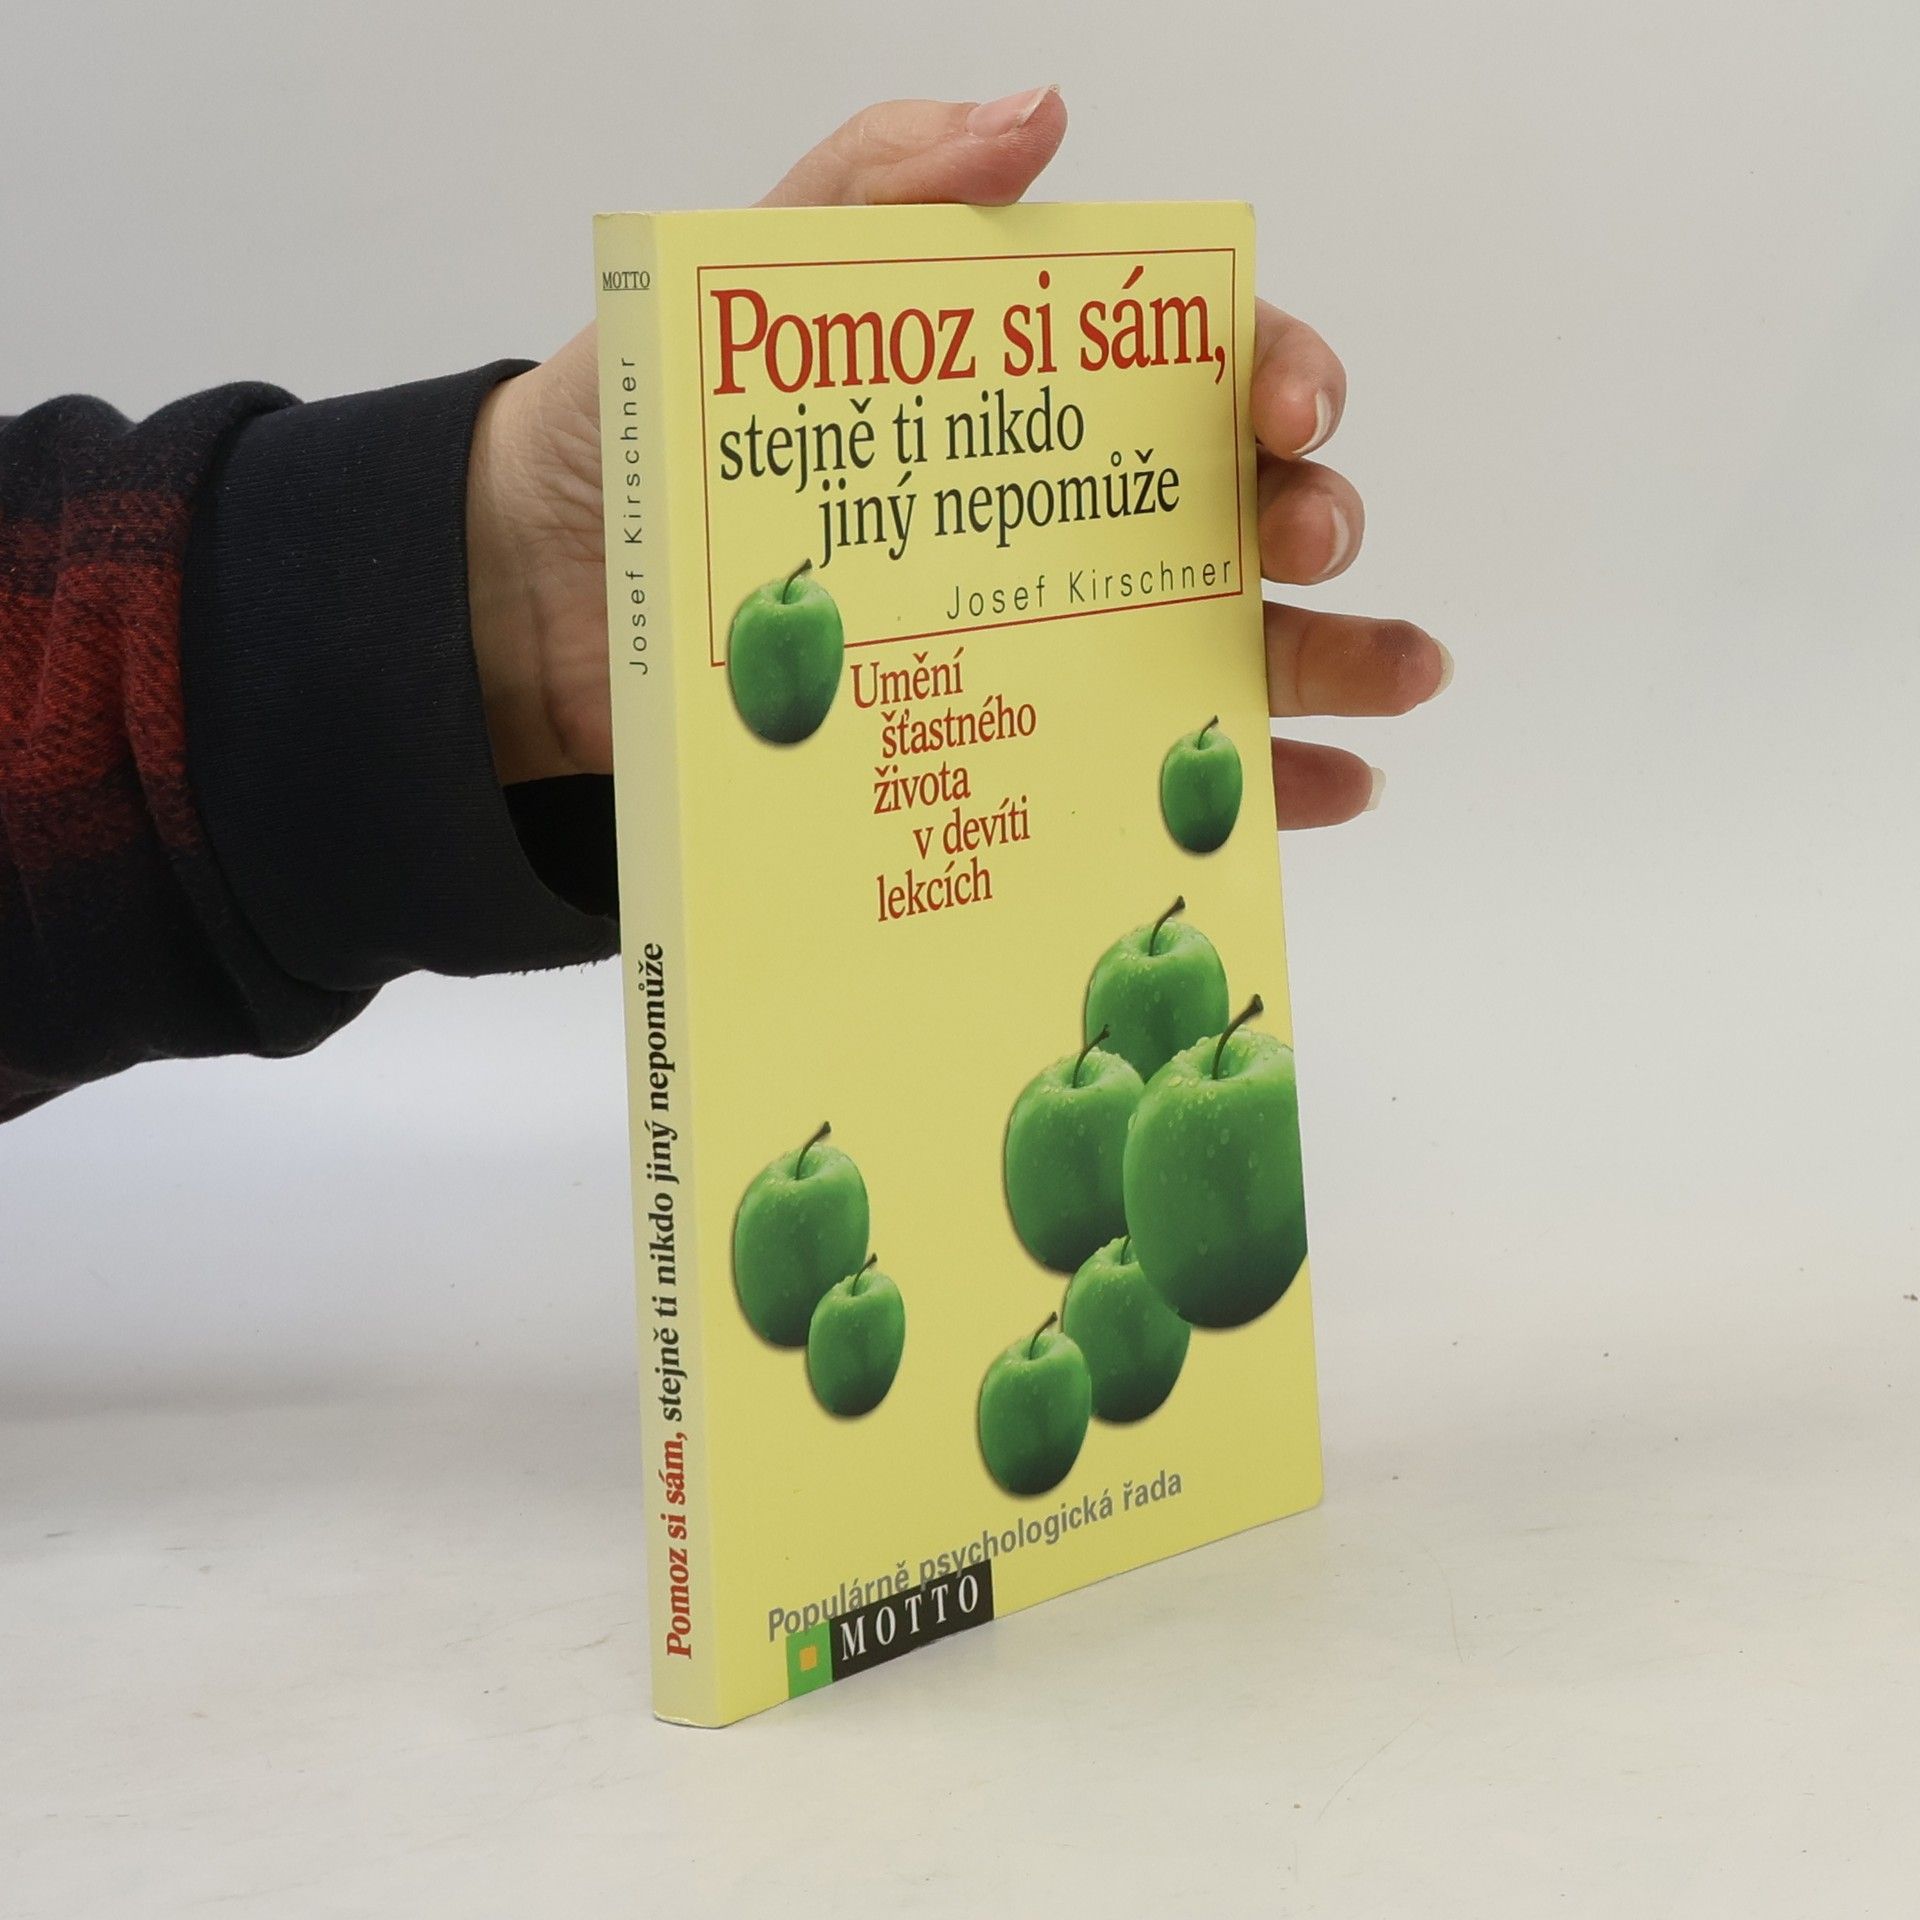 MOTTO
Josef Kirschner
Pomoz si sám, stejně ti nikdo jiný nepomůže
Pomoz si sám,
stejně ti nikdo
jiný nepomůže
Josef Kirschner
Umění
šťastného
života
v devíti
lekcích
Populárně psychologická řada
MOTTO